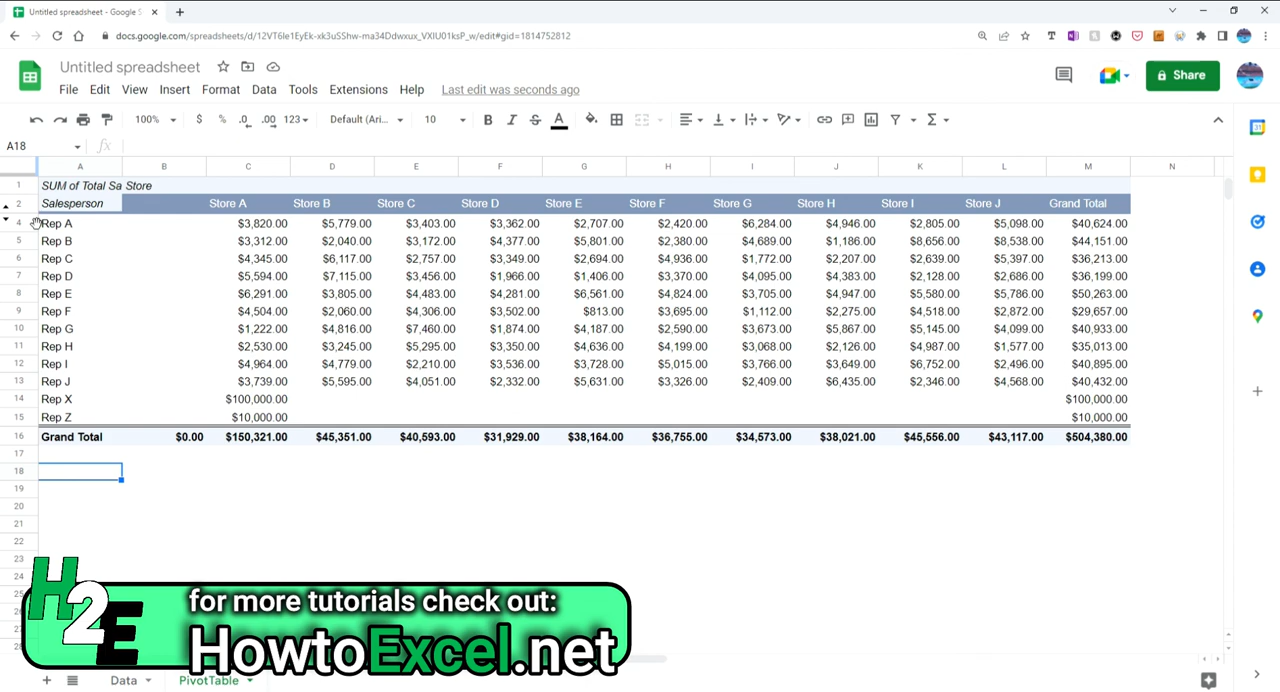 Untitled spreadsheet - Google S
docs.google.com/spreadsheets/d/12VT6Ie1EyEk-xk3uSShw-ma34Ddwxux_VXIU01ksP_w/edit#gid=1814752812
Untitled spreadsheet
File Edit View Insert Format Data Tools Extensions Help Last edit was seconds ago
Share
100% $ % .0 .00 123 Default (Ari... 10 B I S A
A18 fx
A B C D E F G H I J K L M N
1 SUM of Total Sa Store
2 Salesperson Store A Store B Store C Store D Store E Store F Store G Store H Store I Store J Grand Total
4 Rep A $3,820.00 $5,779.00 $3,403.00 $3,362.00 $2,707.00 $2,420.00 $6,284.00 $4,946.00 $2,805.00 $5,098.00 $40,624.00
5 Rep B $3,312.00 $2,040.00 $3,172.00 $4,377.00 $5,801.00 $2,380.00 $4,689.00 $1,186.00 $8,656.00 $8,538.00 $44,151.00
6 Rep C $4,345.00 $6,117.00 $2,757.00 $3,349.00 $2,694.00 $4,936.00 $1,772.00 $2,207.00 $2,639.00 $5,397.00 $36,213.00
7 Rep D $5,594.00 $7,115.00 $3,456.00 $1,966.00 $1,406.00 $3,370.00 $4,095.00 $4,383.00 $2,128.00 $2,686.00 $36,199.00
8 Rep E $6,291.00 $3,805.00 $4,483.00 $4,281.00 $6,561.00 $4,824.00 $3,705.00 $4,947.00 $5,580.00 $5,786.00 $50,263.00
9 Rep F $4,504.00 $2,060.00 $4,306.00 $3,502.00 $813.00 $3,695.00 $1,112.00 $2,275.00 $4,518.00 $2,872.00 $29,657.00
10 Rep G $1,222.00 $4,816.00 $7,460.00 $1,874.00 $4,187.00 $2,590.00 $3,673.00 $5,867.00 $5,145.00 $4,099.00 $40,933.00
11 Rep H $2,530.00 $3,245.00 $5,295.00 $3,350.00 $4,636.00 $4,199.00 $3,068.00 $2,126.00 $4,987.00 $1,577.00 $35,013.00
12 Rep I $4,964.00 $4,779.00 $2,210.00 $3,536.00 $3,728.00 $5,015.00 $3,766.00 $3,649.00 $6,752.00 $2,496.00 $40,895.00
13 Rep J $3,739.00 $5,595.00 $4,051.00 $2,332.00 $5,631.00 $3,326.00 $2,409.00 $6,435.00 $2,346.00 $4,568.00 $40,432.00
14 Rep X $100,000.00 $100,000.00
15 Rep Z $10,000.00 $10,000.00
16 Grand Total $0.00 $150,321.00 $45,351.00 $40,593.00 $31,929.00 $38,164.00 $36,755.00 $34,573.00 $38,021.00 $45,556.00 $43,117.00 $504,380.00
17
18
19
20
21
22
23
24
H2E
for more tutorials check out:
HowtoExcel.net
Data PivotTable